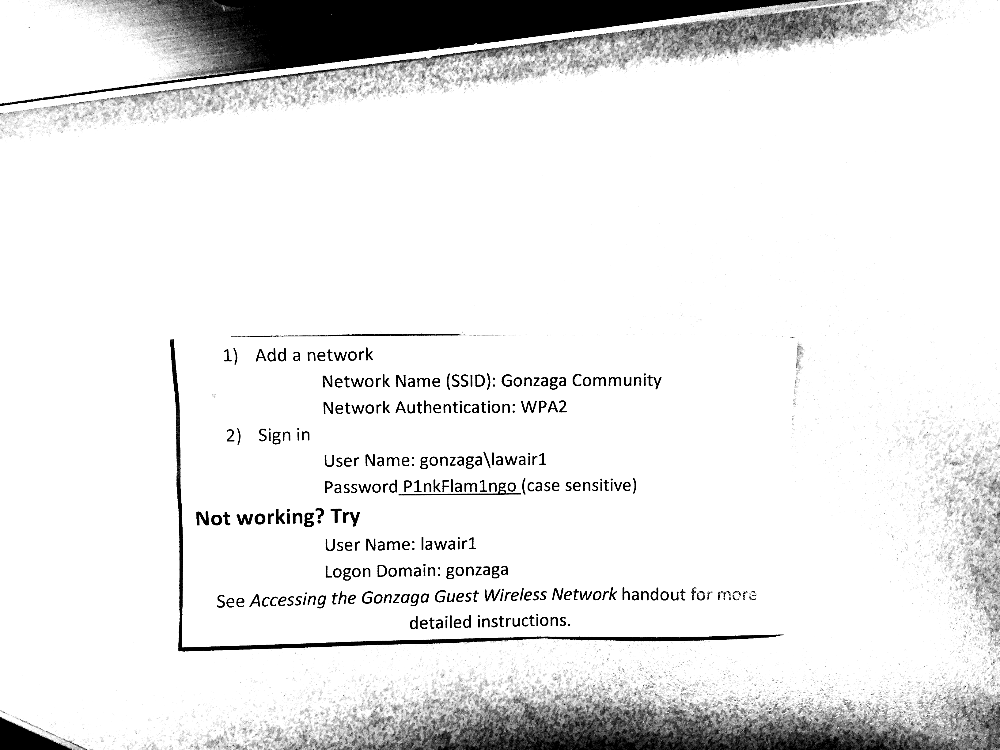 1) Add a network
Network Name (SSID): Gonzaga Community
Network Authentication: WPA2
2) Sign in
User Name: gonzaga\lawair1
Password P1nkFlam1ngo (case sensitive)
Not working? Try
User Name: lawair1
Logon Domain: gonzaga
See Accessing the Gonzaga Guest Wireless Network handout for more
detailed instructions.